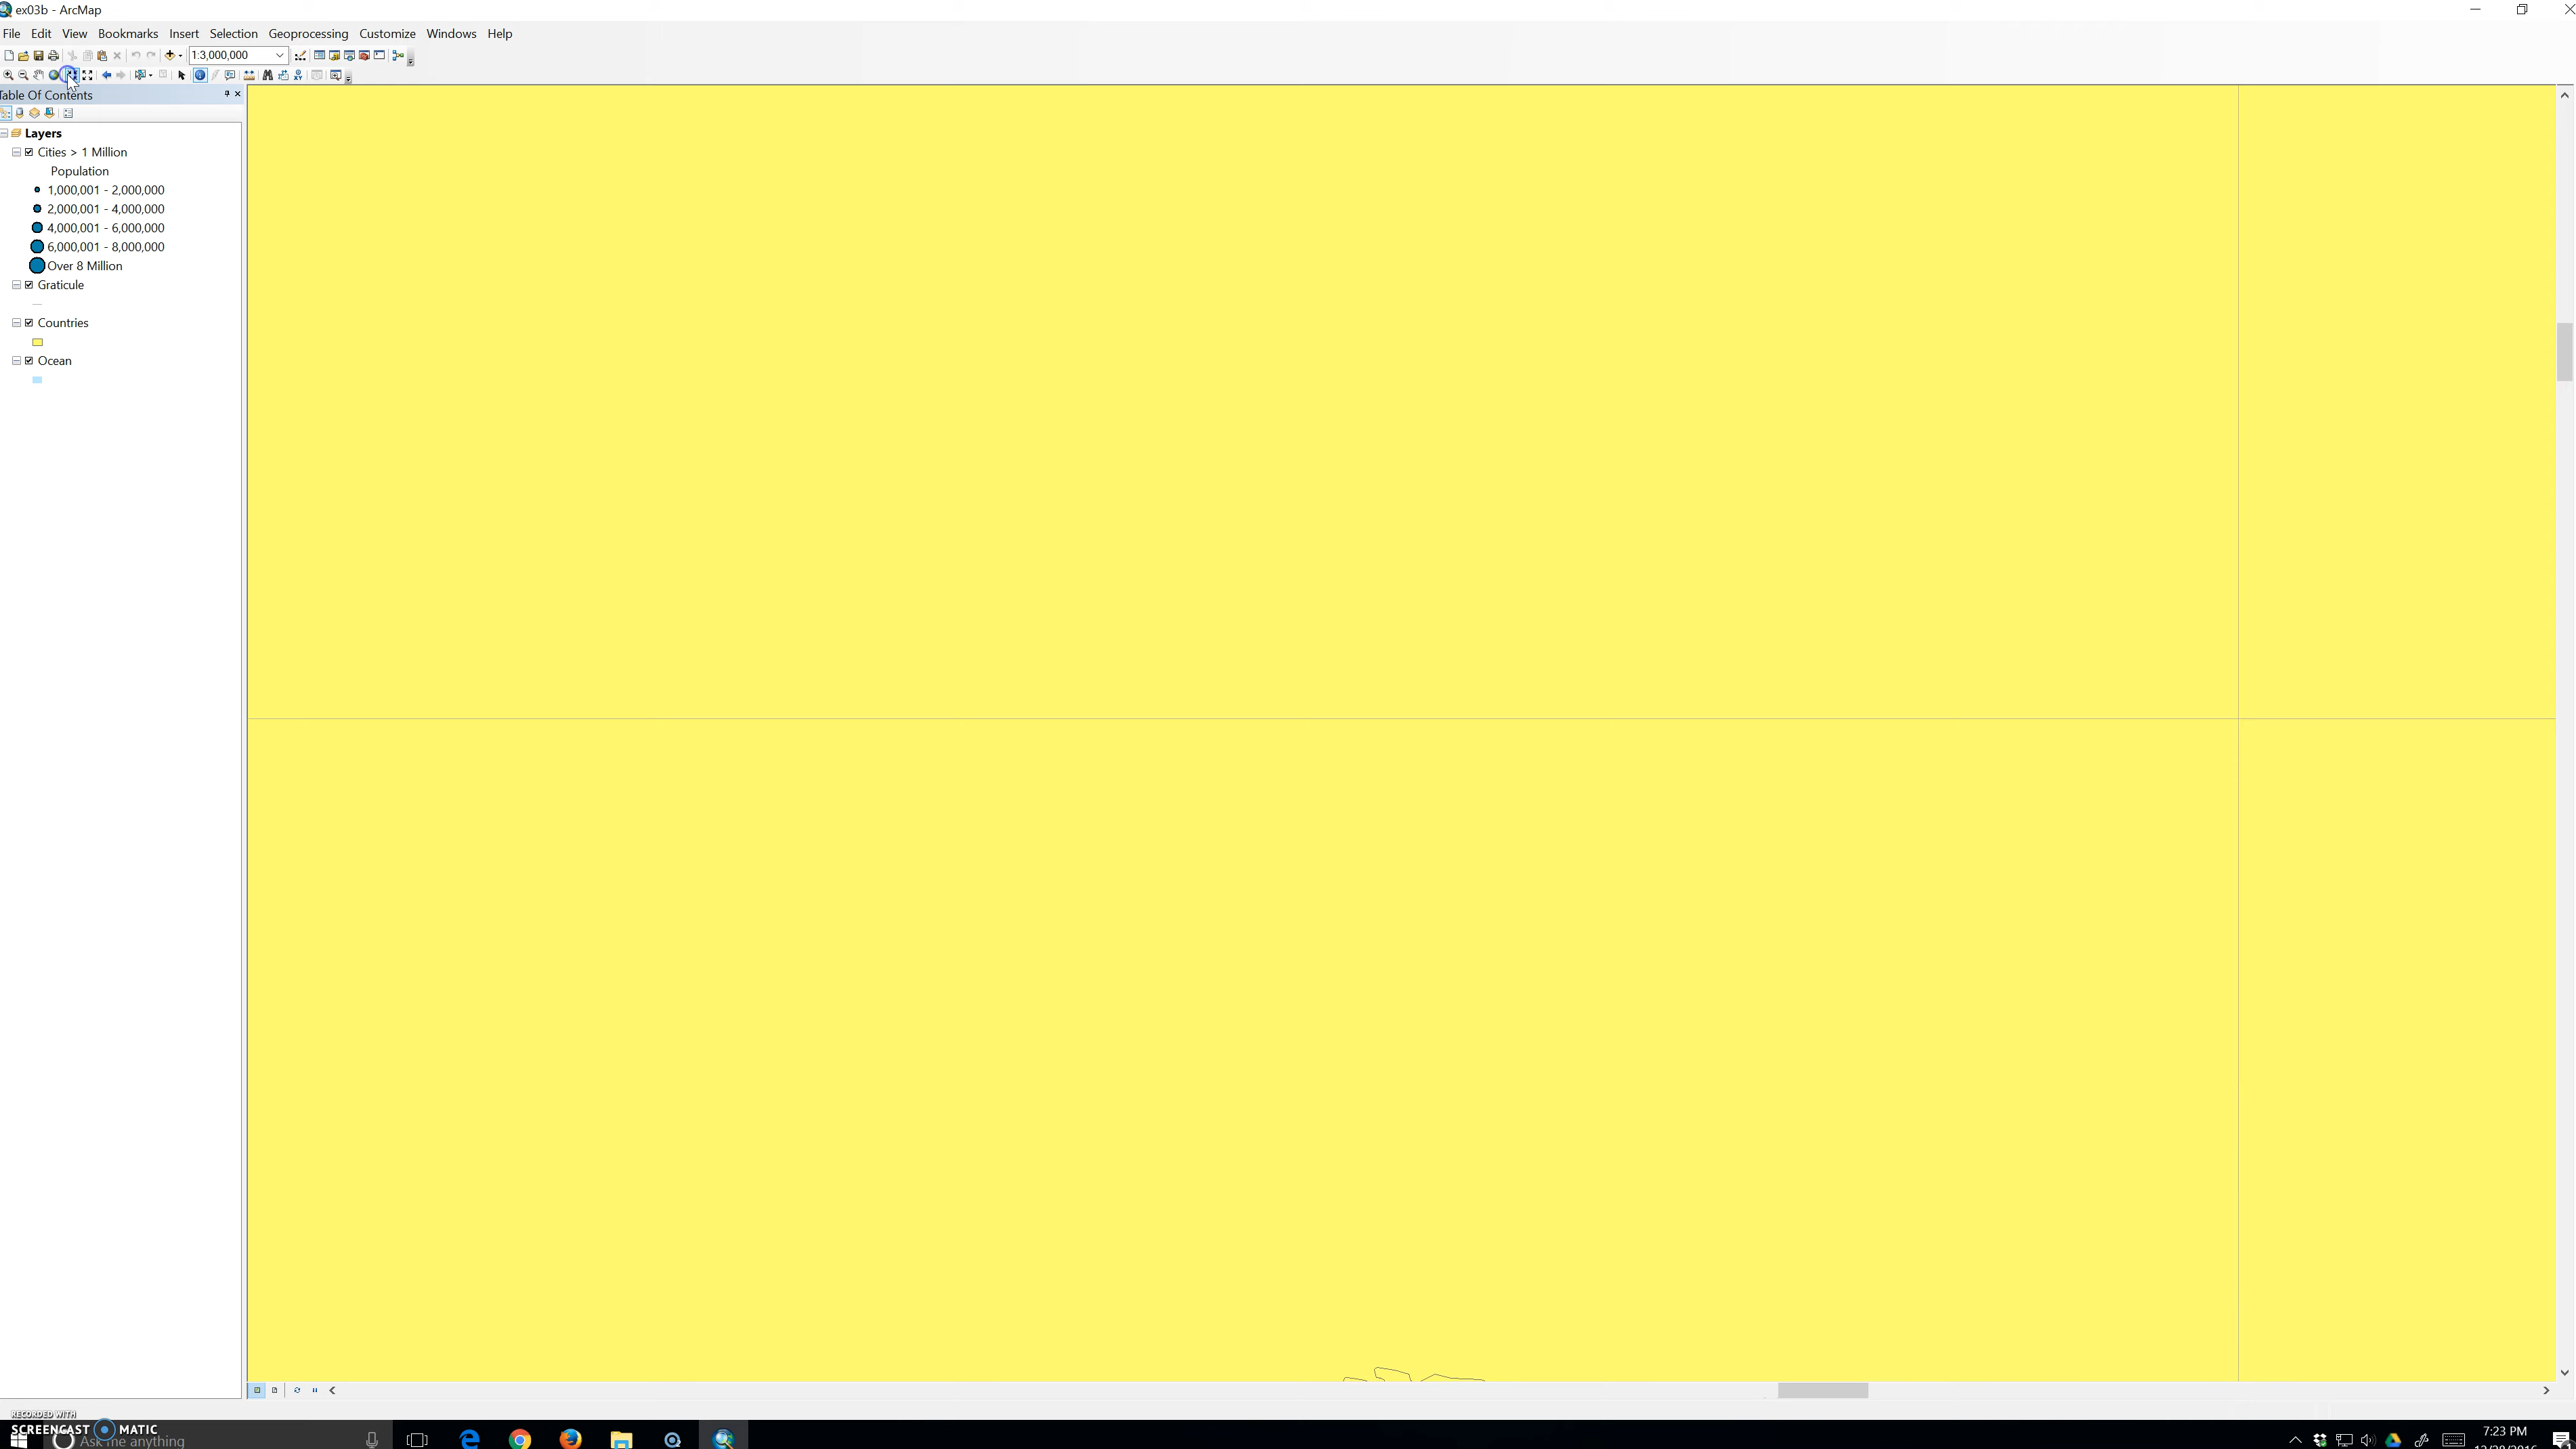 ex03b - ArcMap
File Edit View Bookmarks Insert Selection Geoprocessing Customize Windows Help
1:3,000,000
Table Of Contents
Layers
Cities > 1 Million
Population
1,000,001 - 2,000,000
2,000,001 - 4,000,000
4,000,001 - 6,000,000
6,000,001 - 8,000,000
Over 8 Million
Graticule
Countries
Ocean
RECORDED WITH
SCREENCAST MATIC
Ask me anything
7:23 PM